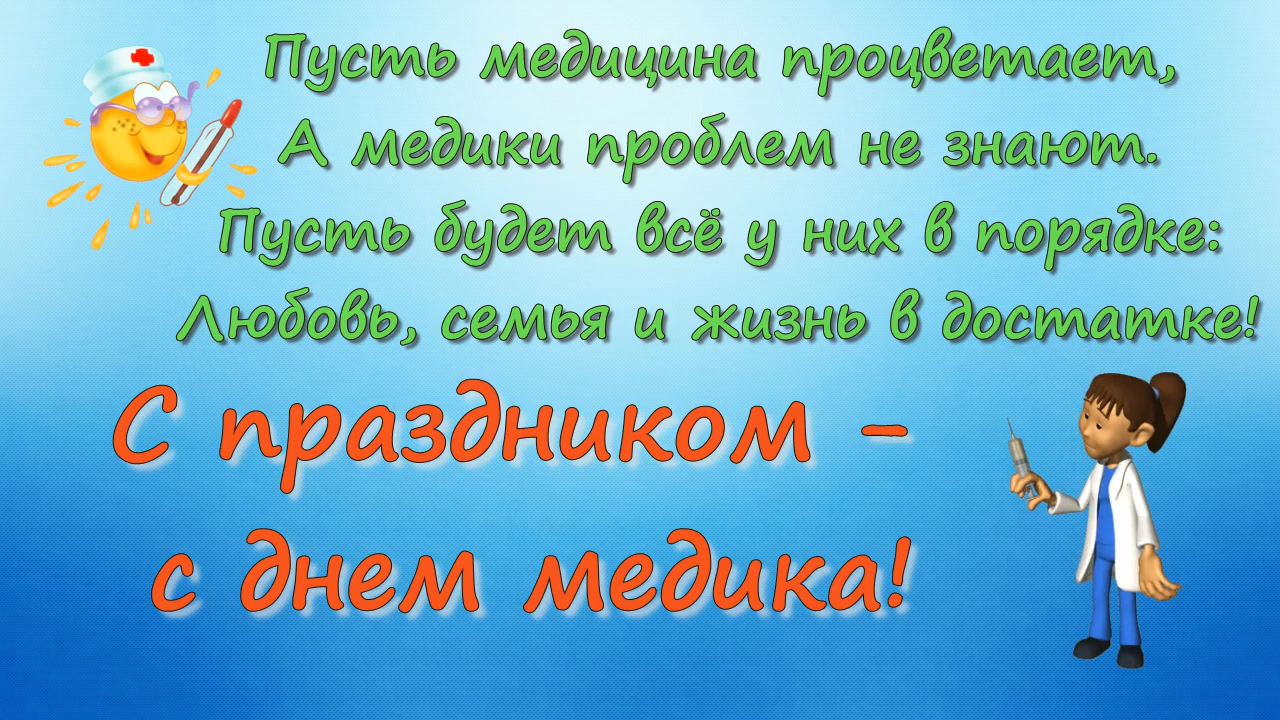 Пусть медицина процветает,
А медики проблем не знают.
Пусть будет всё у них в порядке:
Любовь, семья и жизнь в достатке!
С праздником -
с днем медика!